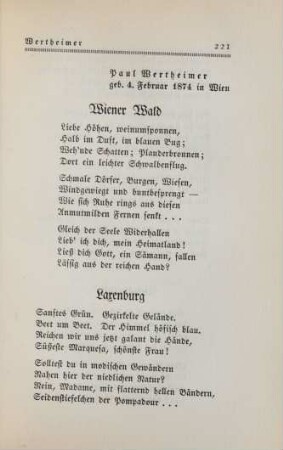 Wertheimer 221
Paul Wertheimer
geb. 4. Februar 1874 in Wien
Wiener Wald
Liebe Höhen, weinumsponnen,
Halb im Duft, im blauen Bug;
Weh'nde Schatten; Plauderbronnen;
Dort ein leichter Schwalbenflug.
Schmale Dörfer, Burgen, Wiesen,
Windgewiegt und buntbesprengt —
Wie sich Ruhe rings aus diesen
Anmutmilden Fernen senkt . . .
Gleich der Seele Widerhallen
Lieb' ich dich, mein Heimatland!
Ließ dich Gott, ein Sämann, fallen
Lässig aus der reichen Hand?
Laxenburg
Sanftes Grün. Gezirkelte Gelände.
Beet um Beet. Der Himmel höfisch blau.
Reichen wir uns jetzt galant die Hände,
Süßeste Marquesa, schönste Frau!
Solltest du in modischen Gewändern
Nahen hier der niedlichen Natur?
Nein, Madame, mit flatternd hellen Bändern,
Seidenstiefelchen der Pompadour . . .